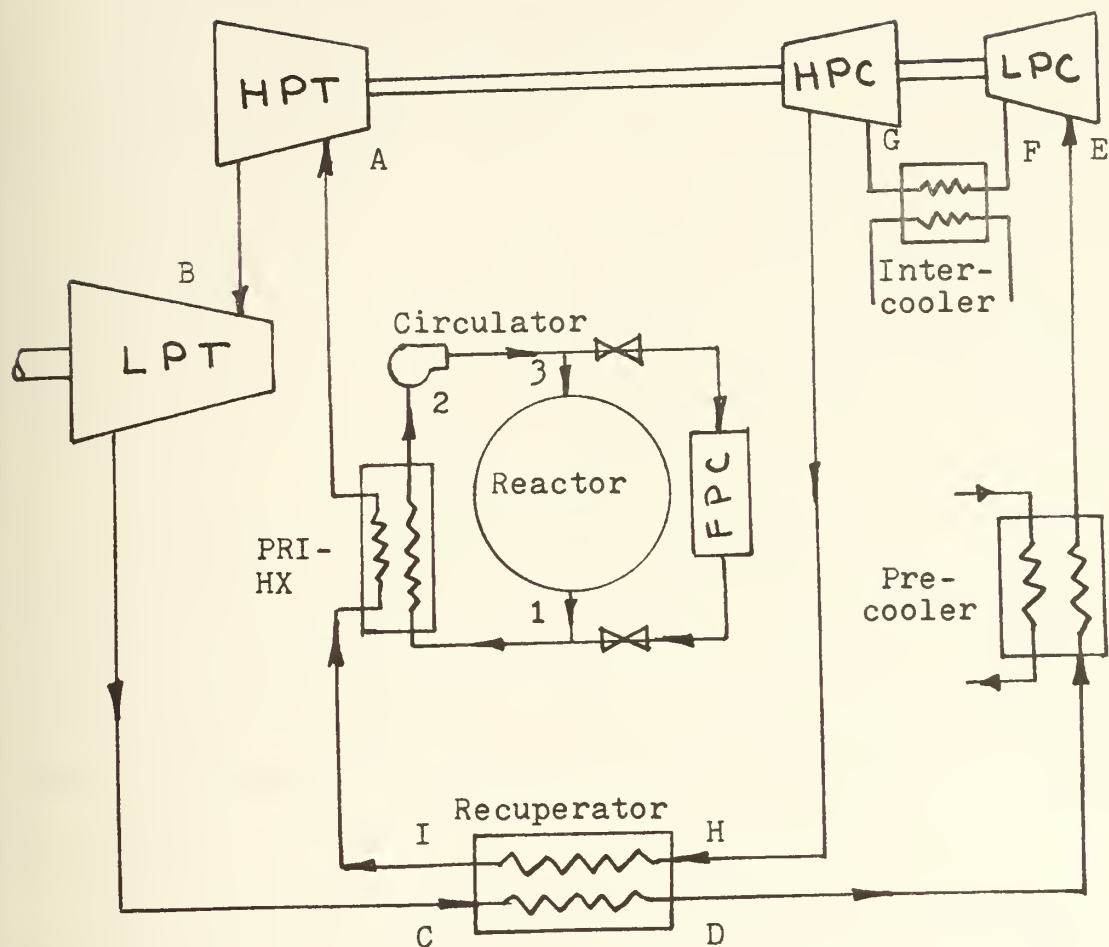 HPT
HPC
LPC
A
G
F
E
Inter-
cooler
B
LPT
Circulator
3
2
Reactor
FPC
PRI-
HX
1
Pre-
cooler
Recuperator
I
H
C
D